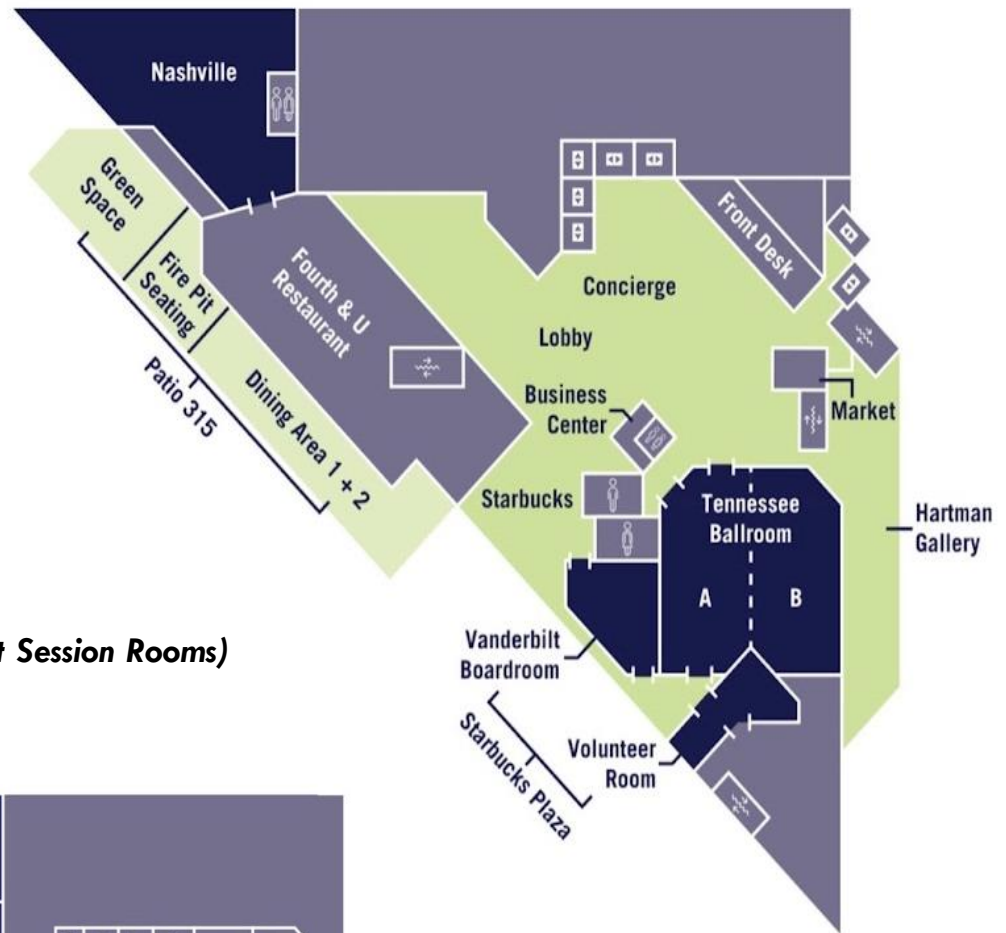 Nashville
Green
Space
Fire Pit
Seating
Patio 315
Dining Area 1 + 2
Fourth & U
Restaurant
Front Desk
Concierge
Lobby
Business
Center
Market
Starbucks
Tennessee
Ballroom
A
B
Hartman
Gallery
Vanderbilt
Boardroom
Starbucks Plaza
Volunteer
Room
t Session Rooms)